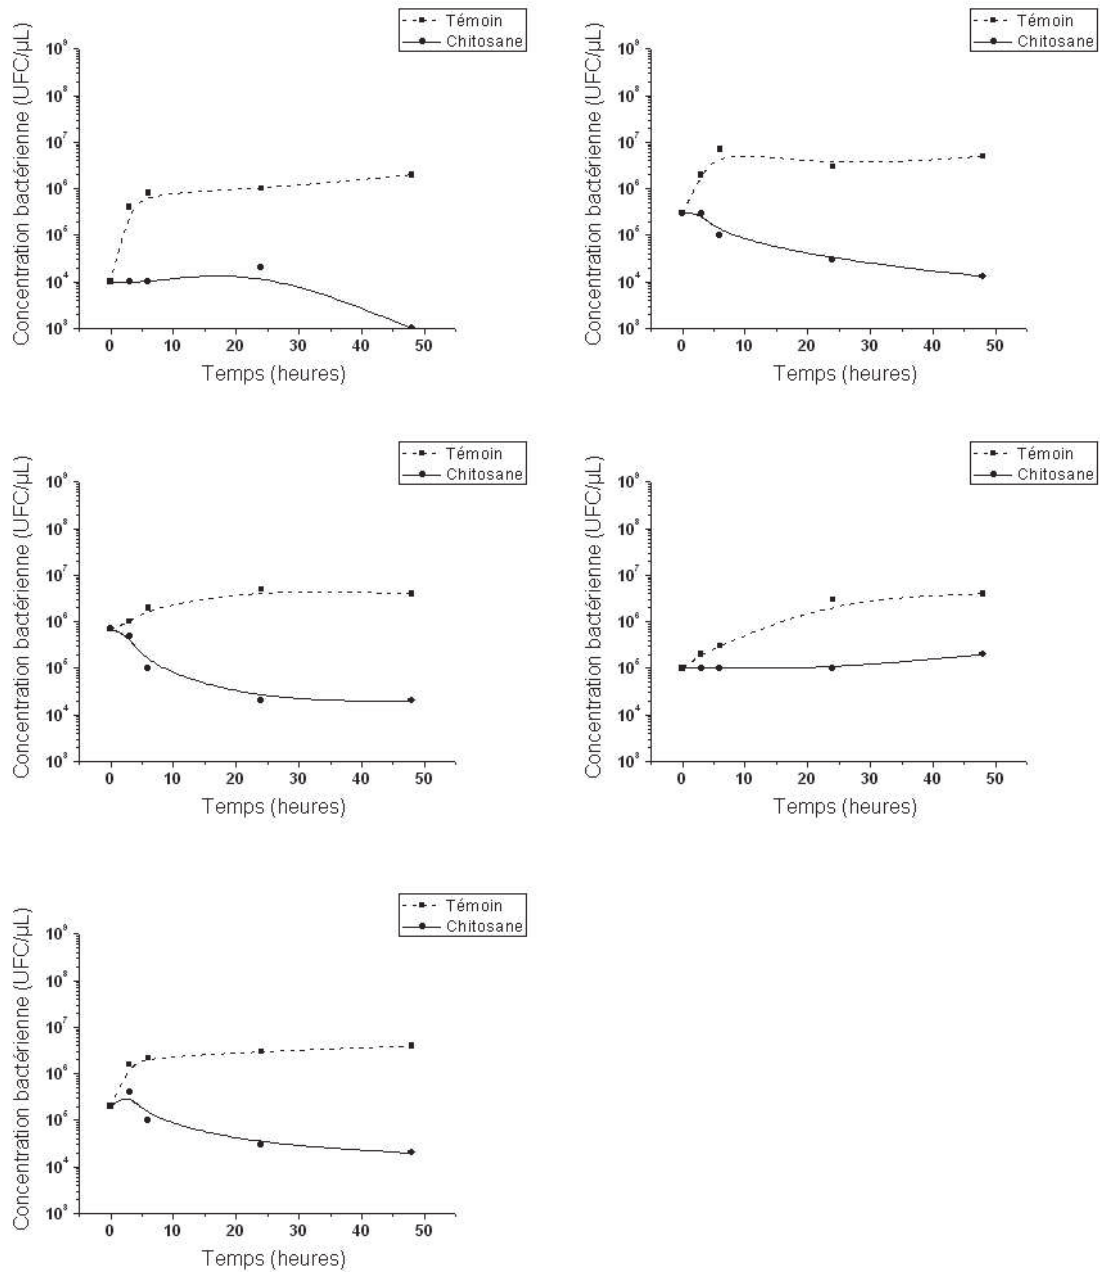 Témoin
Chitosane
Concentration bactérienne (UFC/µL)
10⁹
10⁸
10⁷
10⁶
10⁵
10⁴
10³
0 10 20 30 40 50
Temps (heures)
Témoin
Chitosane
Concentration bactérienne (UFC/µL)
10⁹
10⁸
10⁷
10⁶
10⁵
10⁴
10³
0 10 20 30 40 50
Temps (heures)
Témoin
Chitosane
Concentration bactérienne (UFC/µL)
10⁹
10⁸
10⁷
10⁶
10⁵
10⁴
10³
0 10 20 30 40 50
Temps (heures)
Témoin
Chitosane
Concentration bactérienne (UFC/µL)
10⁹
10⁸
10⁷
10⁶
10⁵
10⁴
10³
0 10 20 30 40 50
Temps (heures)
Témoin
Chitosane
Concentration bactérienne (UFC/µL)
10⁹
10⁸
10⁷
10⁶
10⁵
10⁴
10³
0 10 20 30 40 50
Temps (heures)